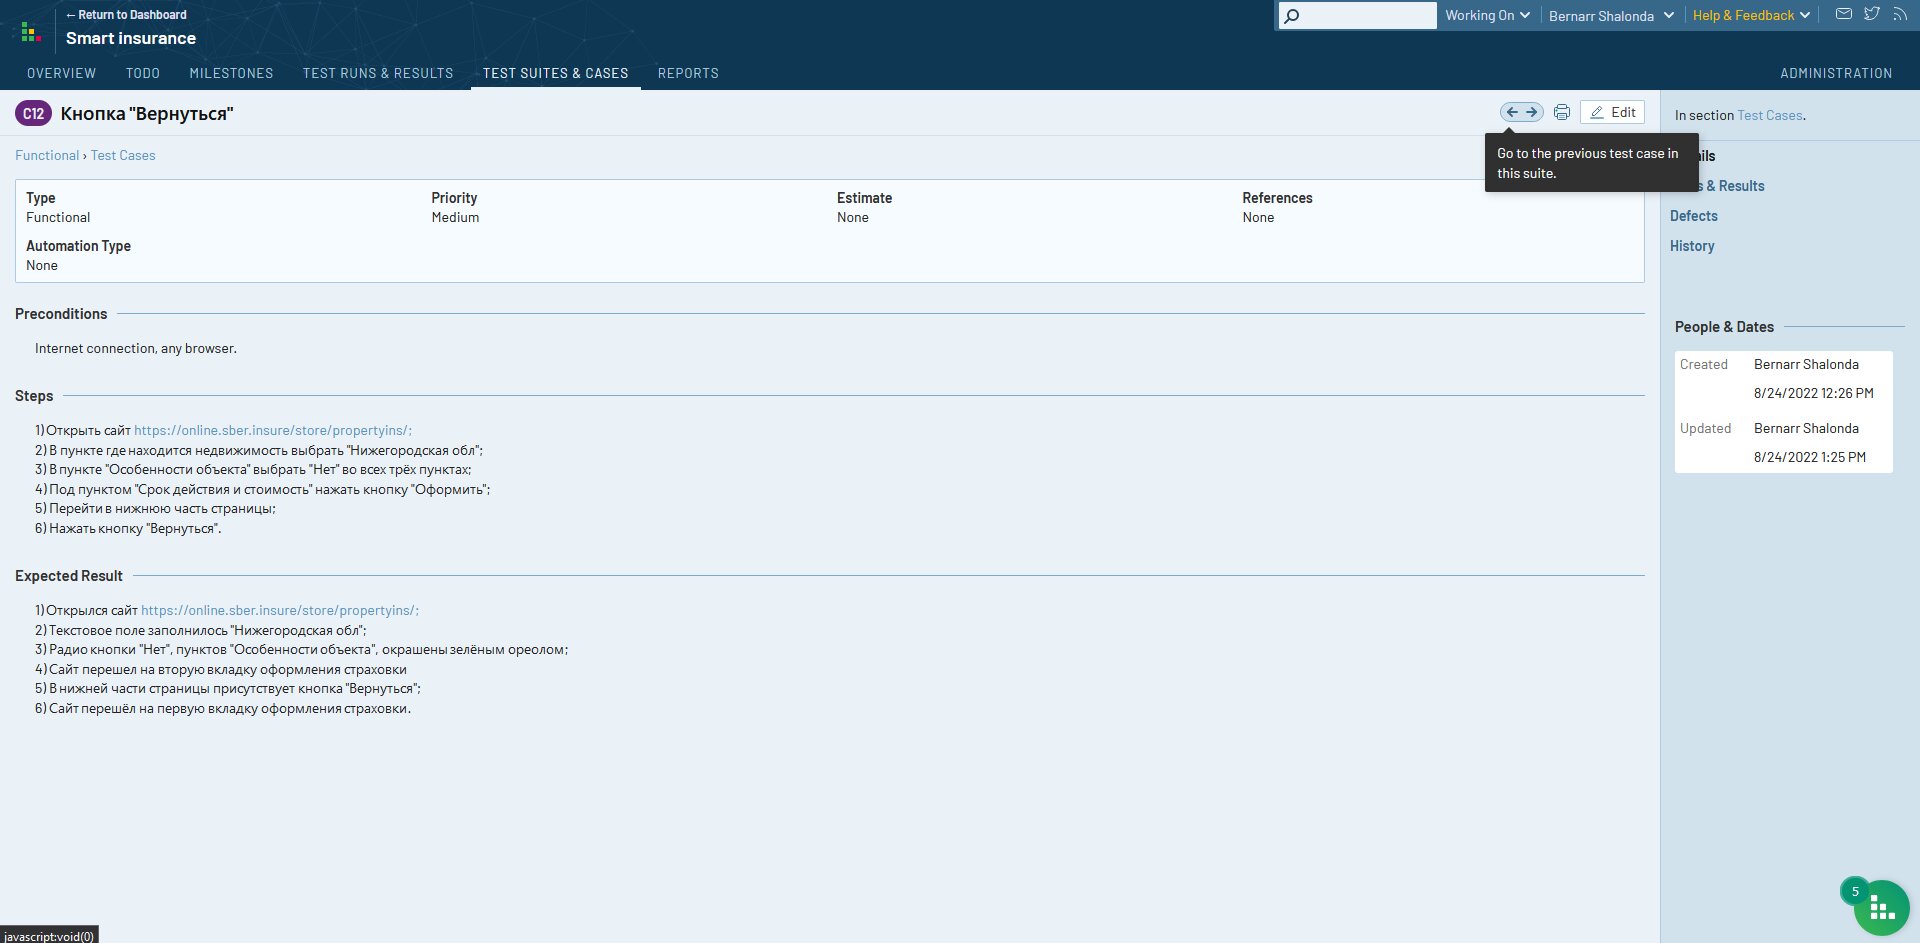 ← Return to Dashboard
Smart insurance
Working On
Bernarr Shalonda
Help & Feedback
OVERVIEW TODO MILESTONES TEST RUNS & RESULTS TEST SUITES & CASES REPORTS ADMINISTRATION
C12 Кнопка "Вернуться"
Edit
In section Test Cases.
Go to the previous test case in
this suite.
Functional › Test Cases
& Results
Defects
History
Type Priority Estimate References
Functional Medium None None
Automation Type
None
Preconditions
Internet connection, any browser.
Steps
1) Открыть сайт https://online.sber.insure/store/propertyins/;
2) В пункте где находится недвижимость выбрать "Нижегородская обл";
3) В пункте "Особенности объекта" выбрать "Нет" во всех трёх пунктах;
4) Под пунктом "Срок действия и стоимость" нажать кнопку "Оформить";
5) Перейти в нижнюю часть страницы;
6) Нажать кнопку "Вернуться".
Expected Result
1) Открылся сайт https://online.sber.insure/store/propertyins/;
2) Текстовое поле заполнилось "Нижегородская обл";
3) Радио кнопки "Нет", пунктов "Особенности объекта", окрашены зелёным ореолом;
4) Сайт перешел на вторую вкладку оформления страховки
5) В нижней части страницы присутствует кнопка "Вернуться";
6) Сайт перешёл на первую вкладку оформления страховки.
People & Dates
Created Bernarr Shalonda
8/24/2022 12:26 PM
Updated Bernarr Shalonda
8/24/2022 1:25 PM
5
javascript:void(0)